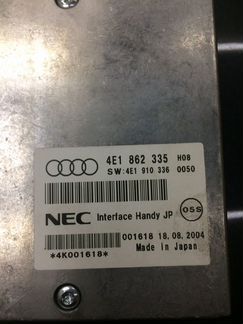 4E1 862 335 H08
SW:4E1 910 336 0050
NEC Interface Handy JP 05S
001618 18.08.2004
*4K001618* Made in Japan